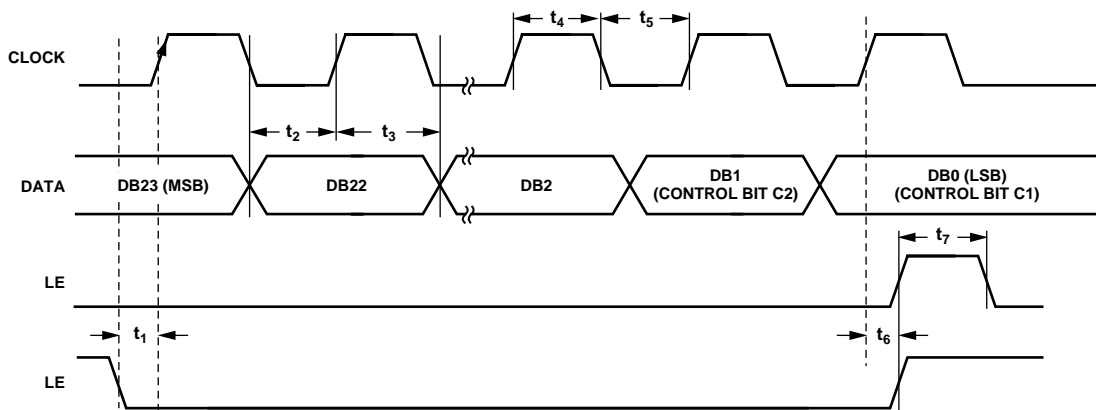 CLOCK
t4
t5
t2
t3
DATA
DB23 (MSB)
DB22
DB2
DB1
(CONTROL BIT C2)
DB0 (LSB)
(CONTROL BIT C1)
LE
t7
t1
t6
LE